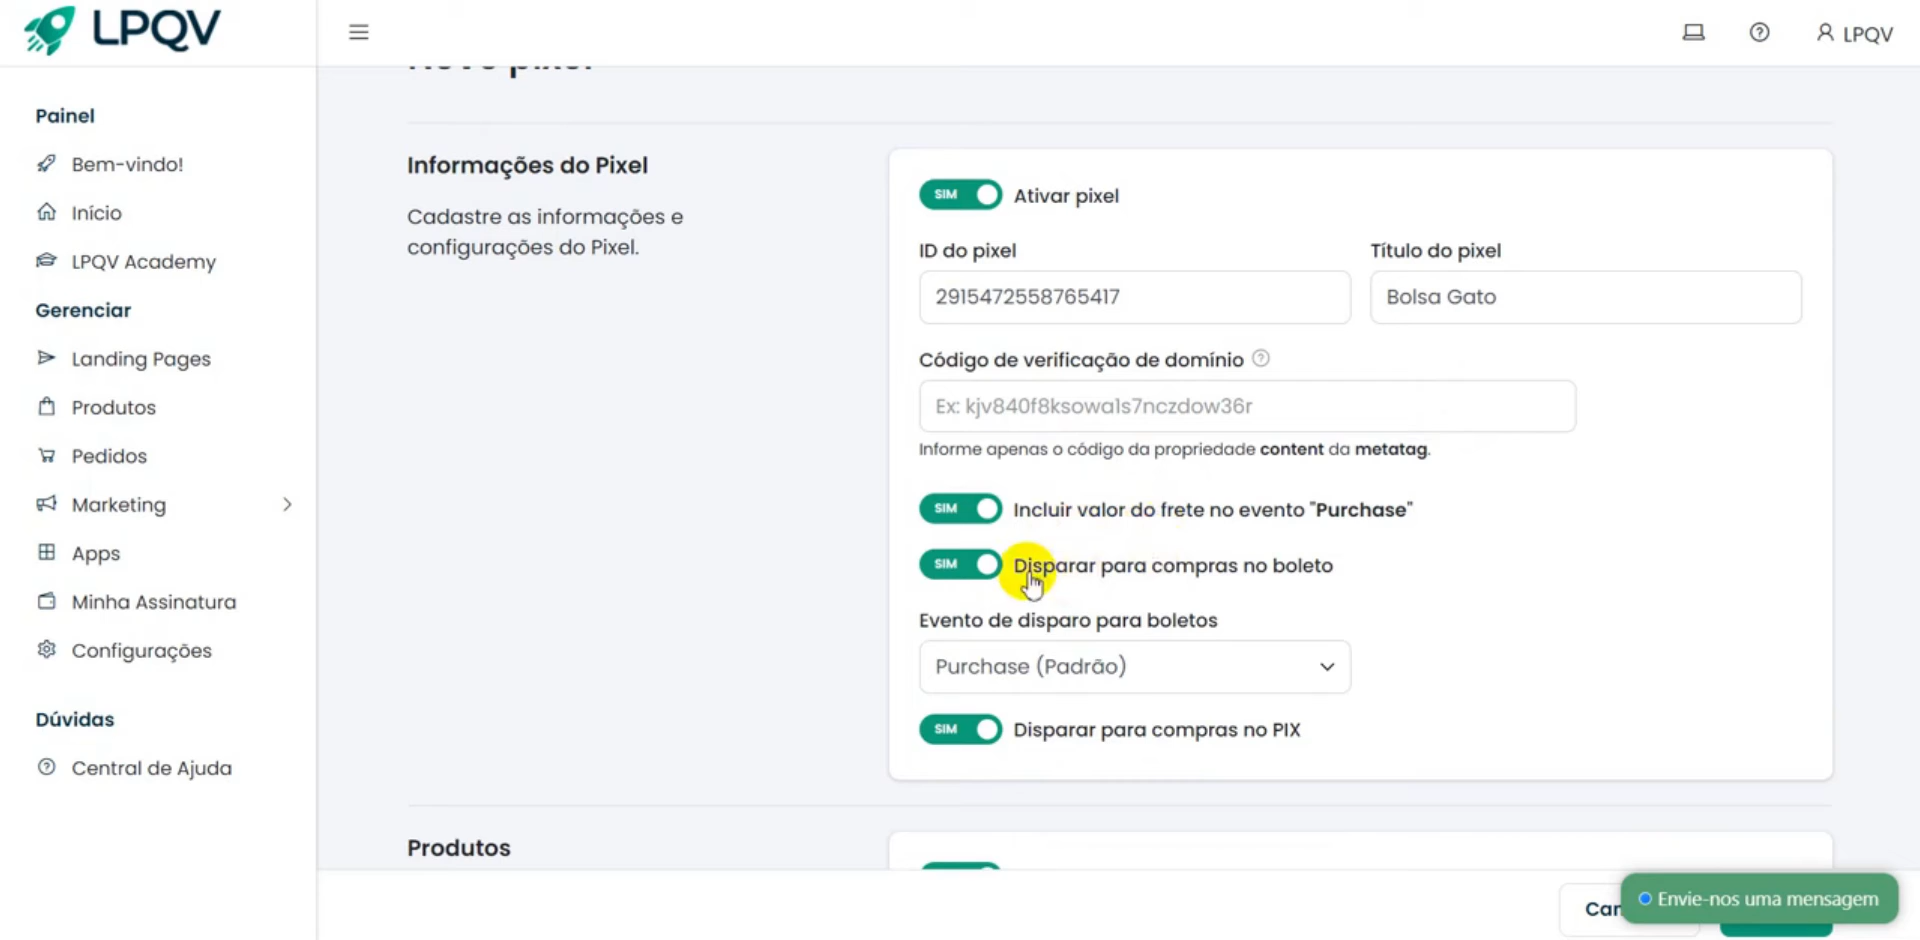 LPQV
LPQV
Novo pixel
Painel
Bem-vindo!
Início
LPQV Academy
Gerenciar
Landing Pages
Produtos
Pedidos
Marketing
Apps
Minha Assinatura
Configurações
Dúvidas
Central de Ajuda
Informações do Pixel
Cadastre as informações e
configurações do Pixel.
SIM Ativar pixel
ID do pixel Título do pixel
2915472558765417 Bolsa Gato
Código de verificação de domínio
Ex: kjv840f8ksowa1s7nczdow36r
Informe apenas o código da propriedade content da metatag.
SIM Incluir valor do frete no evento "Purchase"
SIM Disparar para compras no boleto
Evento de disparo para boletos
Purchase (Padrão)
SIM Disparar para compras no PIX
Produtos
Envie-nos uma mensagem